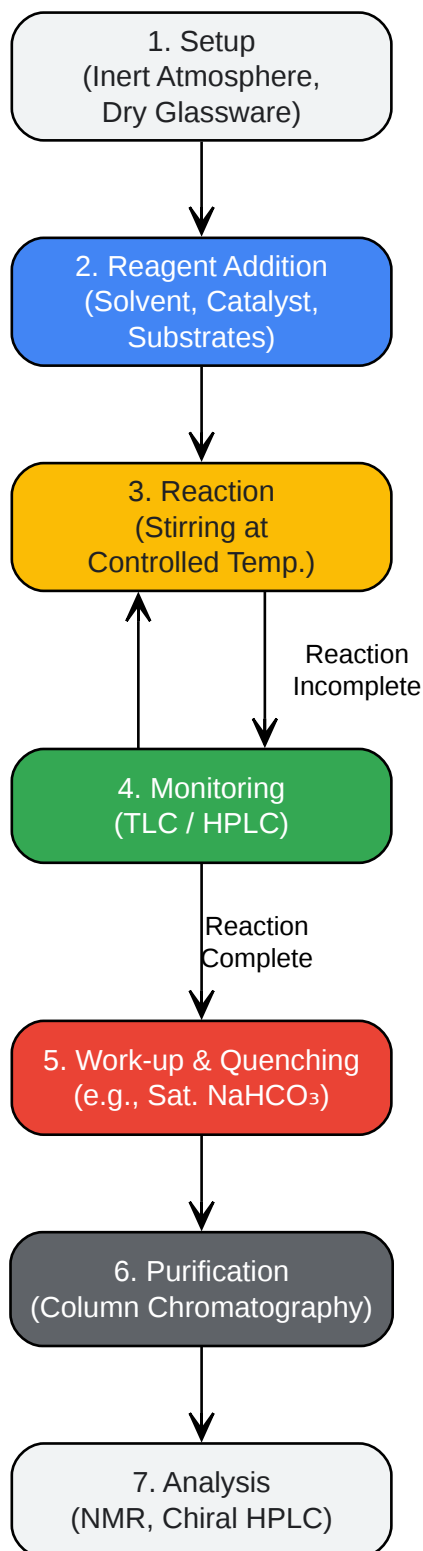 1. Setup
(Inert Atmosphere,
Dry Glassware)
2. Reagent Addition
(Solvent, Catalyst,
Substrates)
3. Reaction
(Stirring at
Controlled Temp.)
Reaction
Incomplete
4. Monitoring
(TLC / HPLC)
Reaction
Complete
5. Work-up & Quenching
(e.g., Sat. NaHCO₃)
6. Purification
(Column Chromatography)
7. Analysis
(NMR, Chiral HPLC)